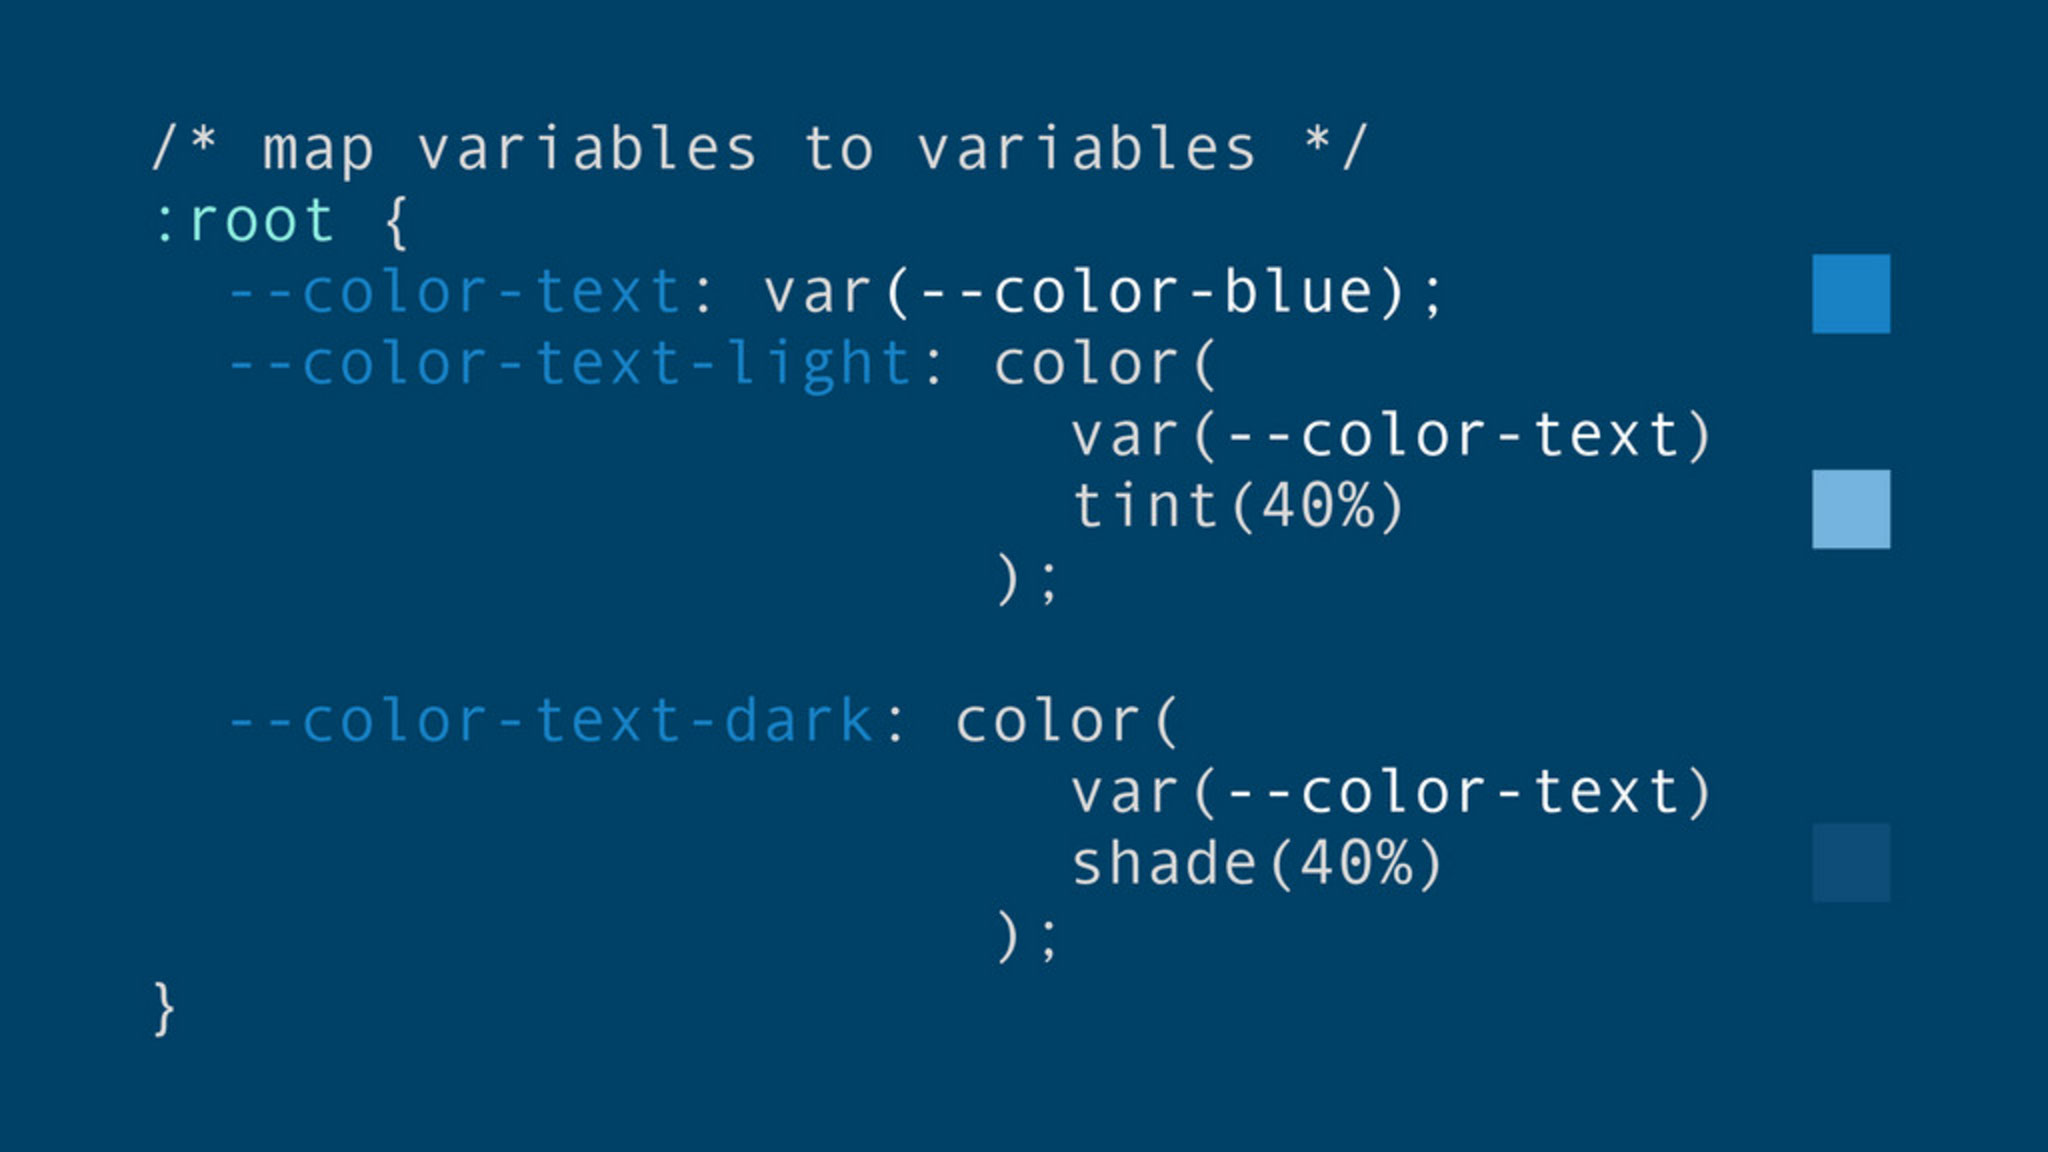 /* map variables to variables */
:root {
  --color-text: var(--color-blue);
  --color-text-light: color(
                      var(--color-text)
                      tint(40%)
                    );
  --color-text-dark: color(
                      var(--color-text)
                      shade(40%)
                    );
}